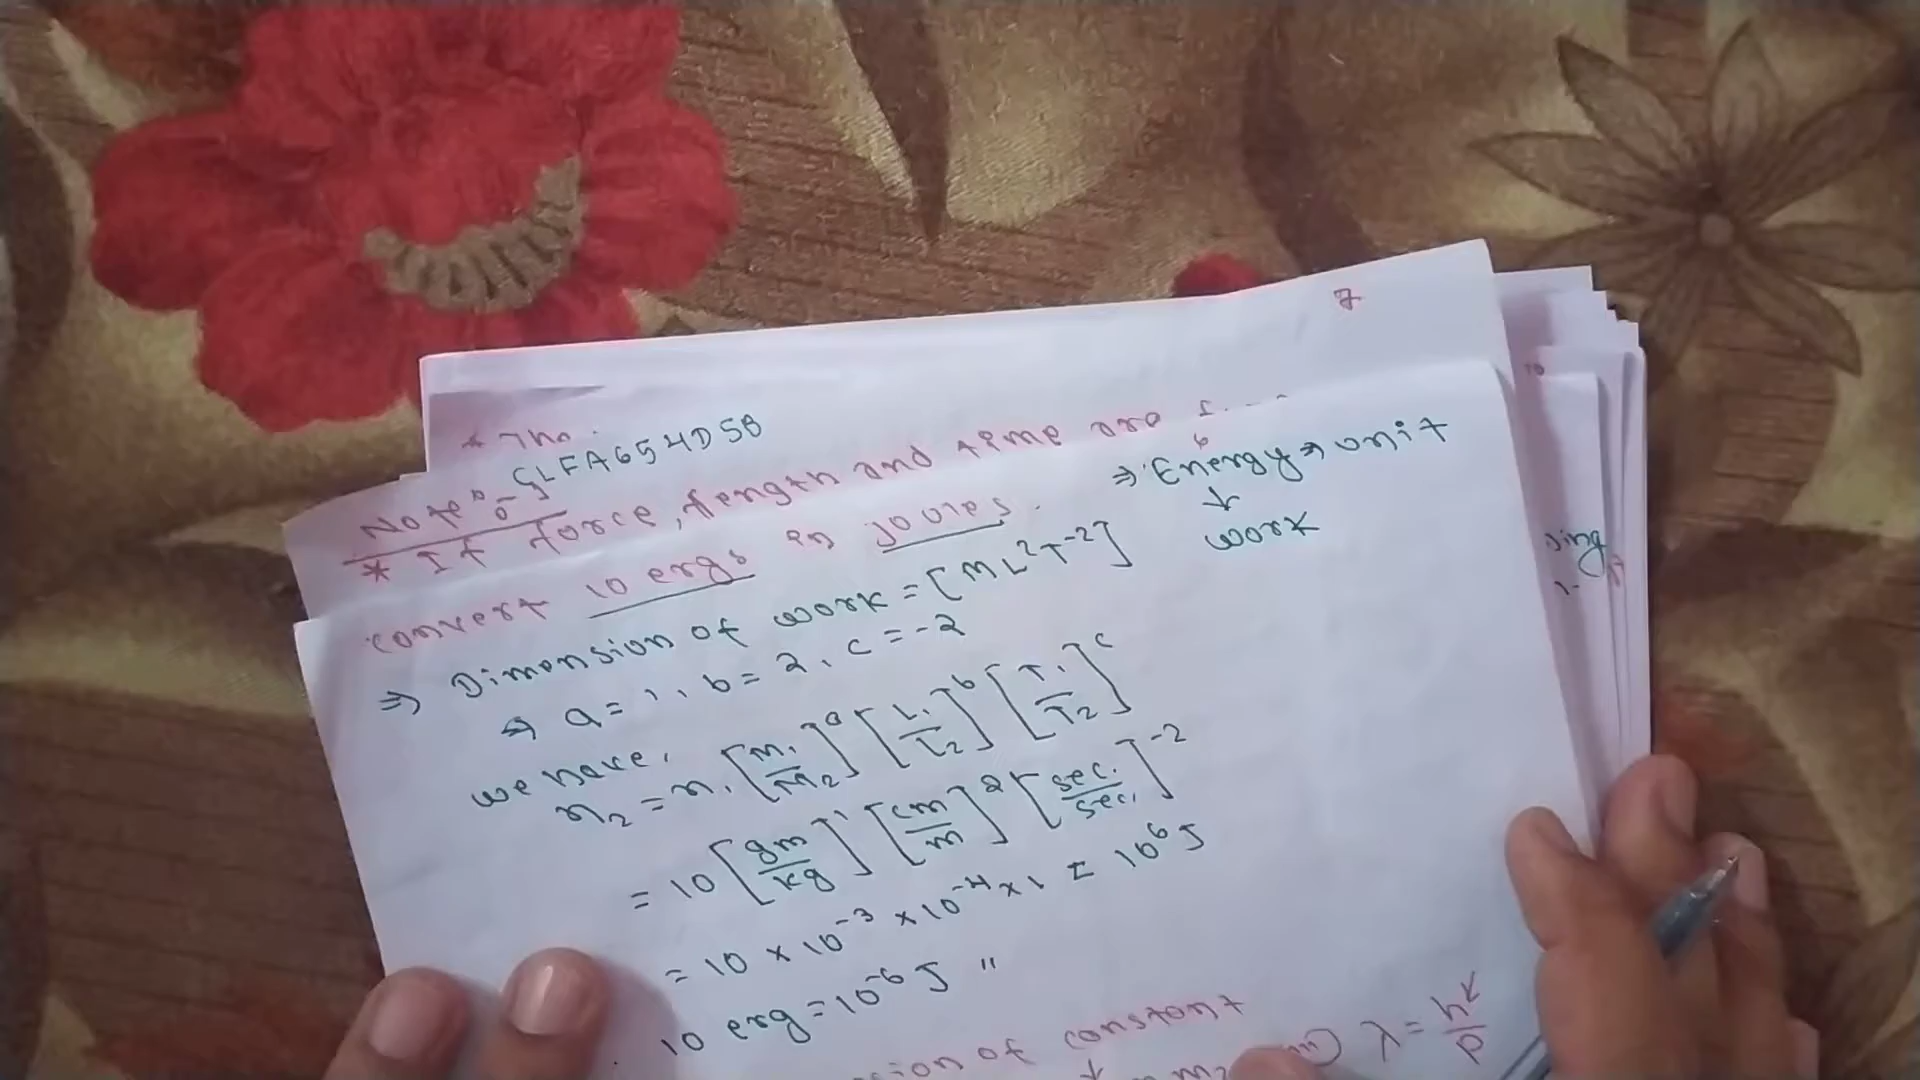 7
GLFA654D5B
Note:-
* If force, length and time are
convert 10 ergs in joules.
⇒ Energy → unit
↓
work
⇒ Dimension of work = [ML²T⁻²]
⇒ a = 1, b = 2, c = -2
we have,
n₂ = n₁ [M₁/M₂]ᵃ [L₁/L₂]ᵇ [T₁/T₂]ᶜ
= 10 [gm/kg]¹ [cm/m]² [sec./sec.]⁻²
= 10 × 10⁻³ × 10⁻⁴ × 1 = 10⁶ J
10 erg = 10⁻⁶ J "
of constant
λ = h/p
10